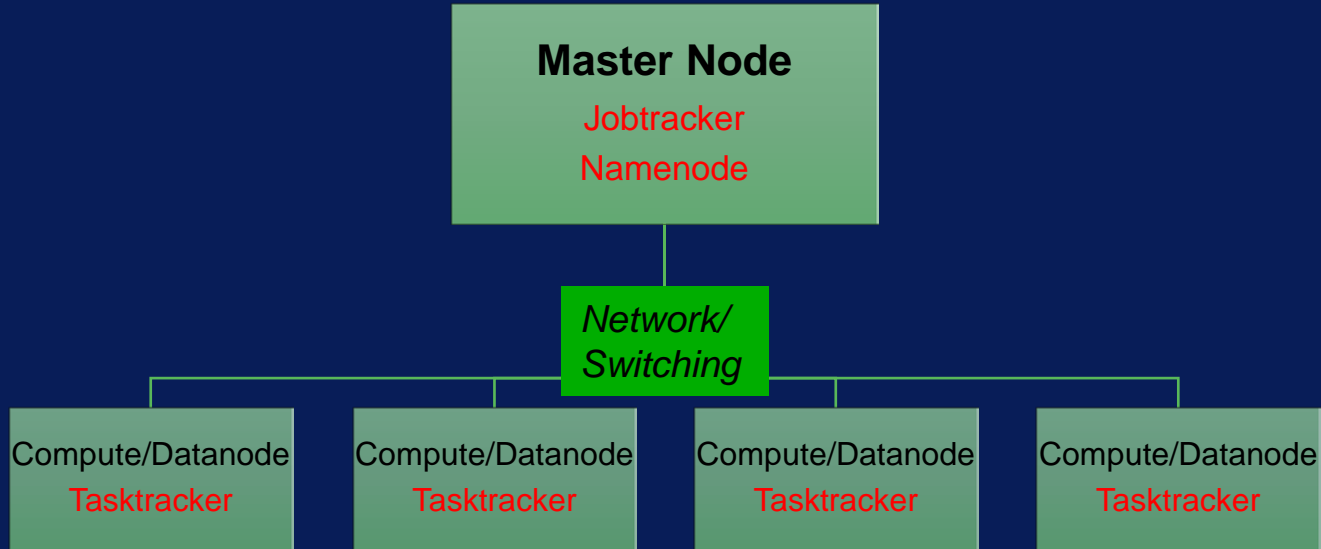 Master Node
Jobtracker
Namenode
Network/
Switching
Compute/Datanode
Tasktracker
Compute/Datanode
Tasktracker
Compute/Datanode
Tasktracker
Compute/Datanode
Tasktracker